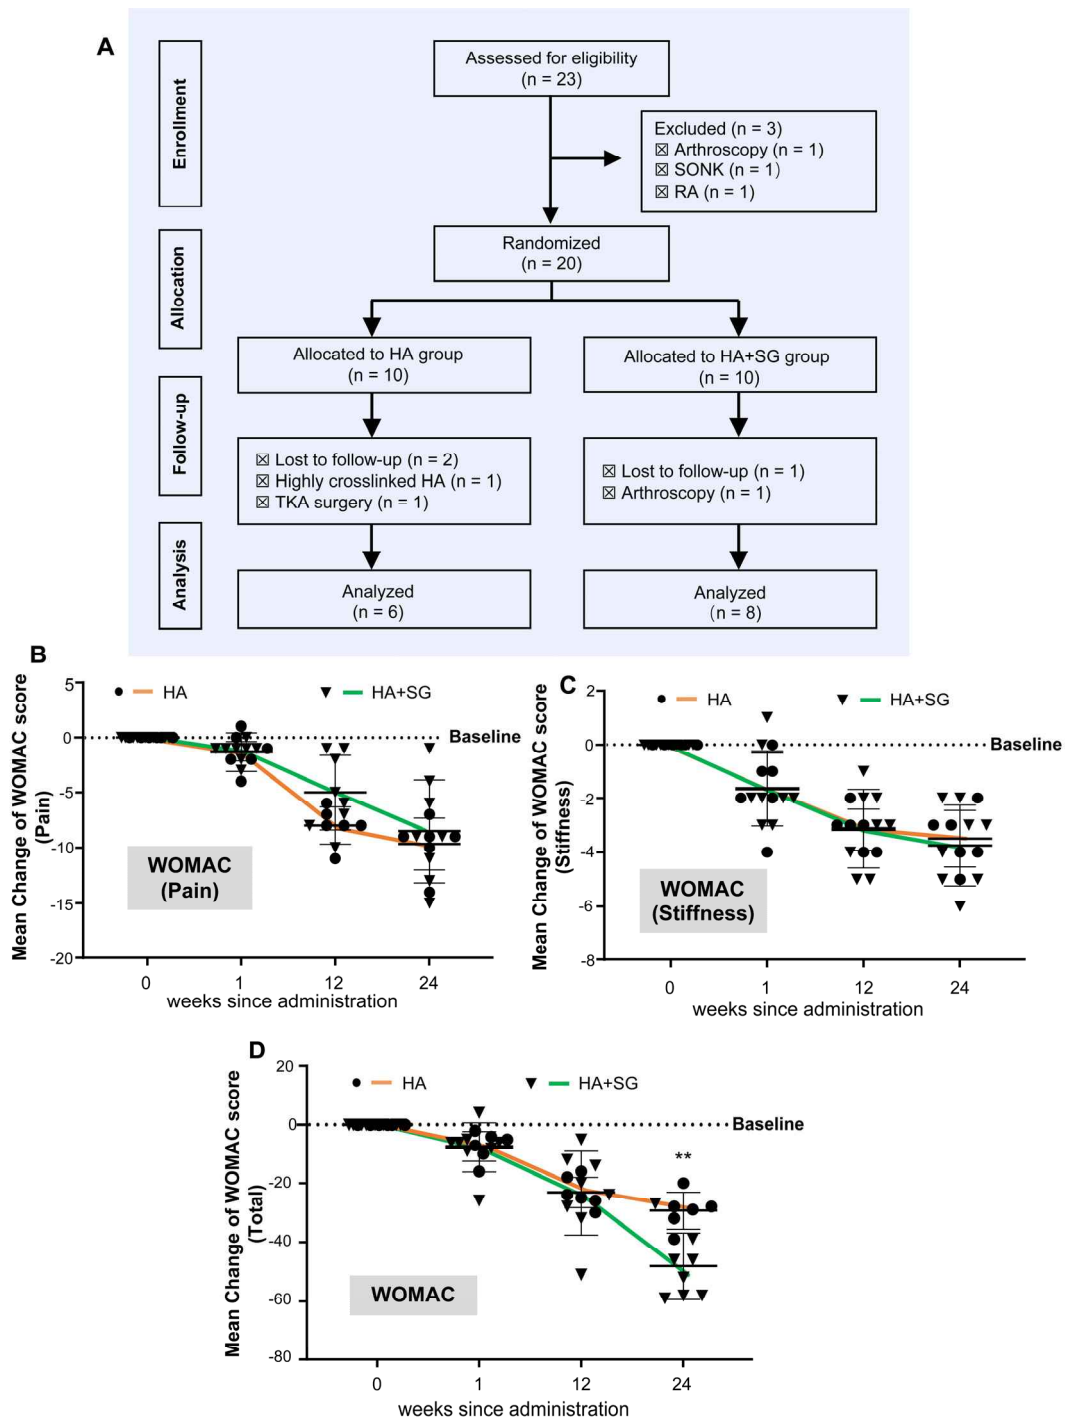 A
Enrollment
Allocation
Follow-up
Analysis
Assessed for eligibility
(n = 23)
Excluded (n = 3)
☒ Arthroscopy (n = 1)
☒ SONK (n = 1)
☒ RA (n = 1)
Randomized
(n = 20)
Allocated to HA group
(n = 10)
Allocated to HA+SG group
(n = 10)
☒ Lost to follow-up (n = 2)
☒ Highly crosslinked HA (n = 1)
☒ TKA surgery (n = 1)
☒ Lost to follow-up (n = 1)
☒ Arthroscopy (n = 1)
Analyzed
(n = 6)
Analyzed
(n = 8)
B
Mean Change of WOMAC score
(Pain)
5
0
-5
-10
-15
-20
HA
HA+SG
Baseline
WOMAC
(Pain)
0 1 12 24
weeks since administration
C
Mean Change of WOMAC score
(Stiffness)
2
0
-2
-4
-6
-8
HA
HA+SG
Baseline
WOMAC
(Stiffness)
0 1 12 24
weeks since administration
D
Mean Change of WOMAC score
(Total)
20
0
-20
-40
-60
-80
HA
HA+SG
Baseline
**
WOMAC
0 1 12 24
weeks since administration